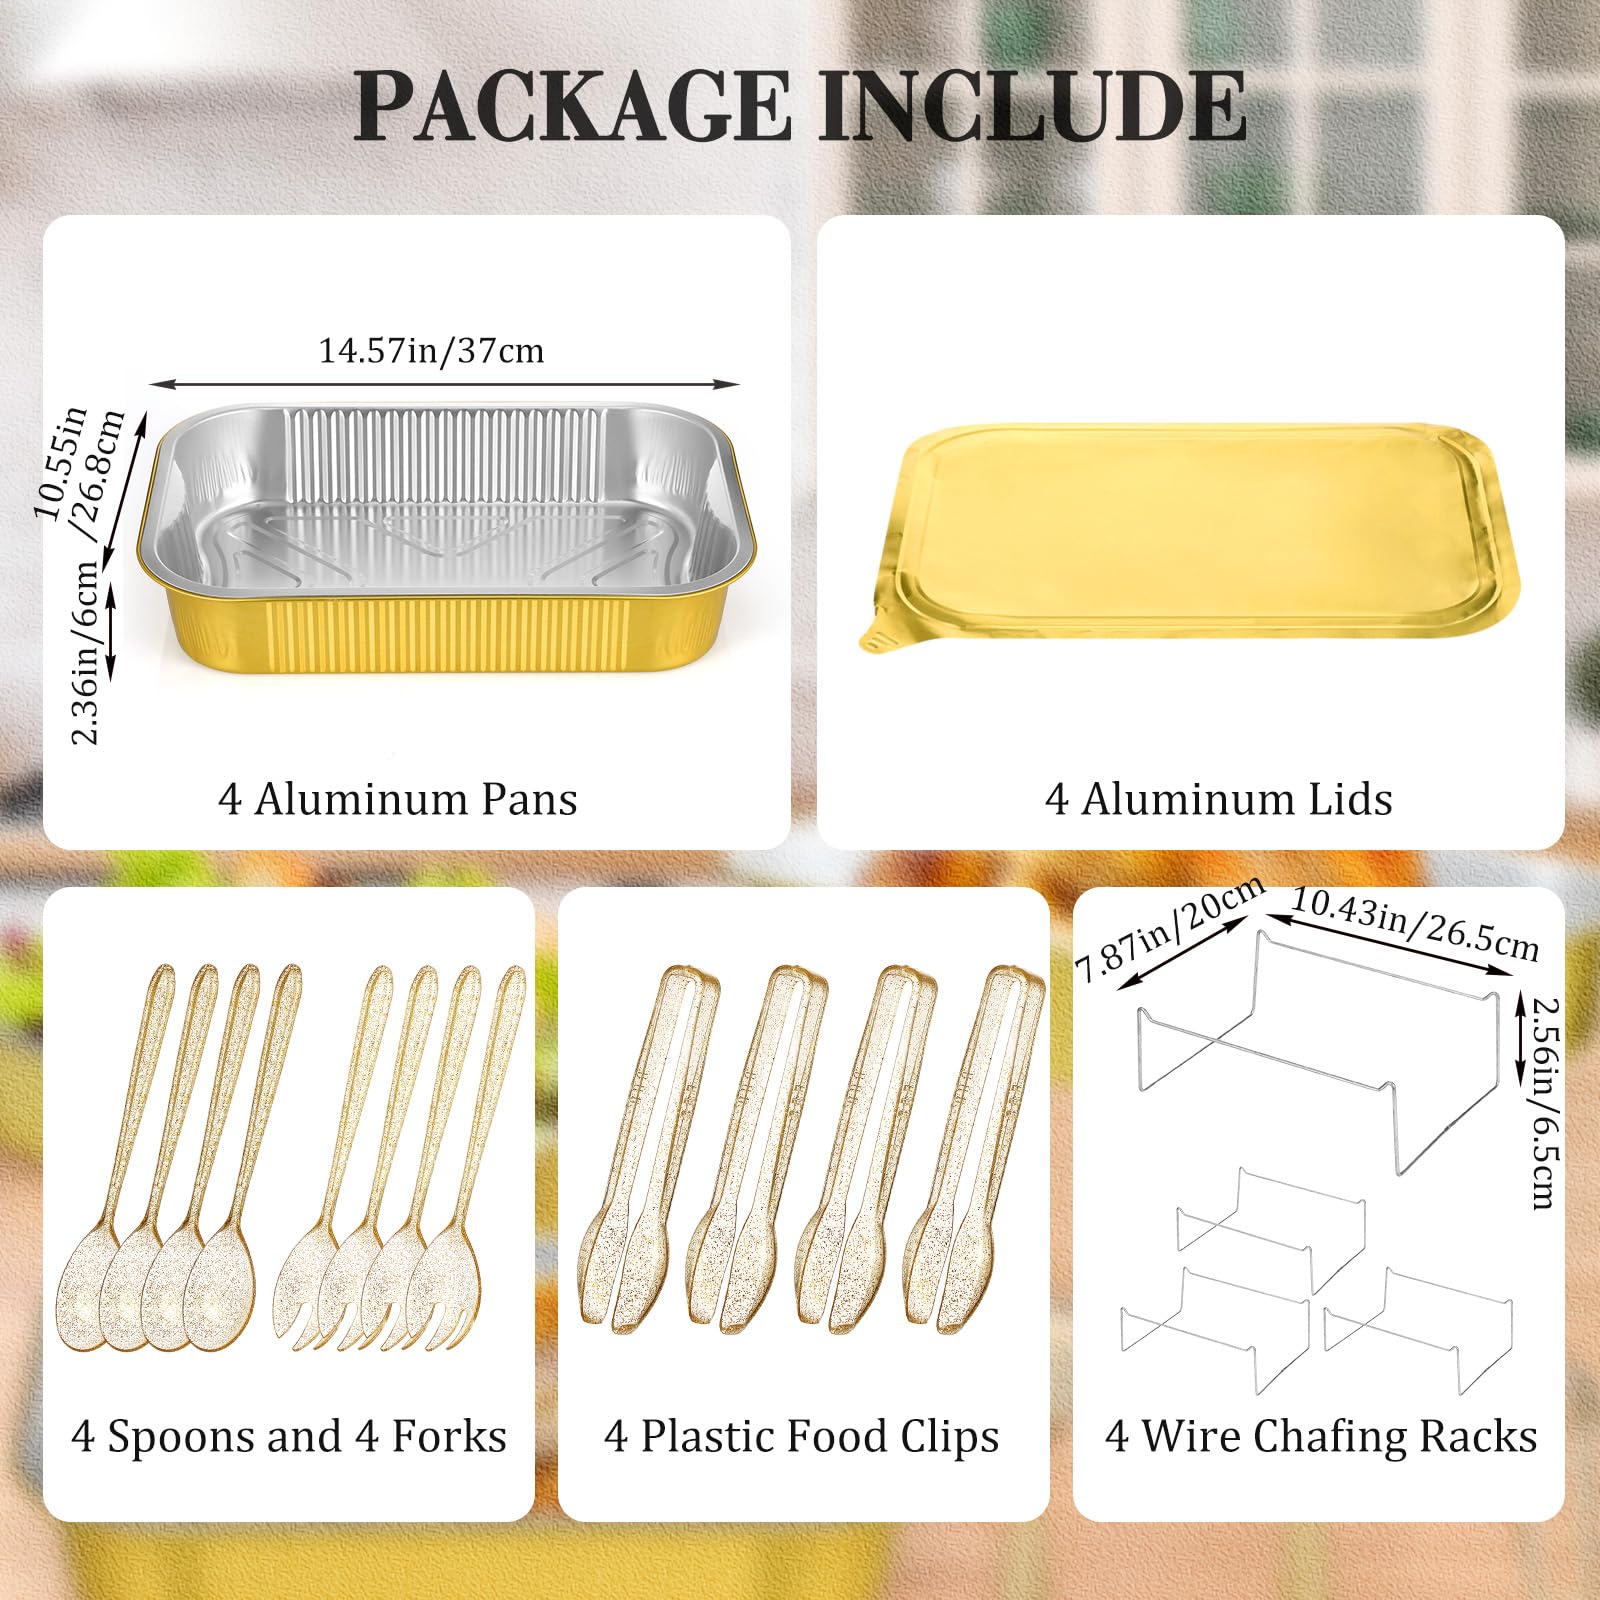 PACKAGE INCLUDE
14.57in/37cm
10.55in
/26.8cm
2.36in/6cm
4 Aluminum Pans
4 Aluminum Lids
4 Spoons and 4 Forks
4 Plastic Food Clips
7.87in/20cm
10.43in/26.5cm
2.56in/6.5cm
4 Wire Chafing Racks